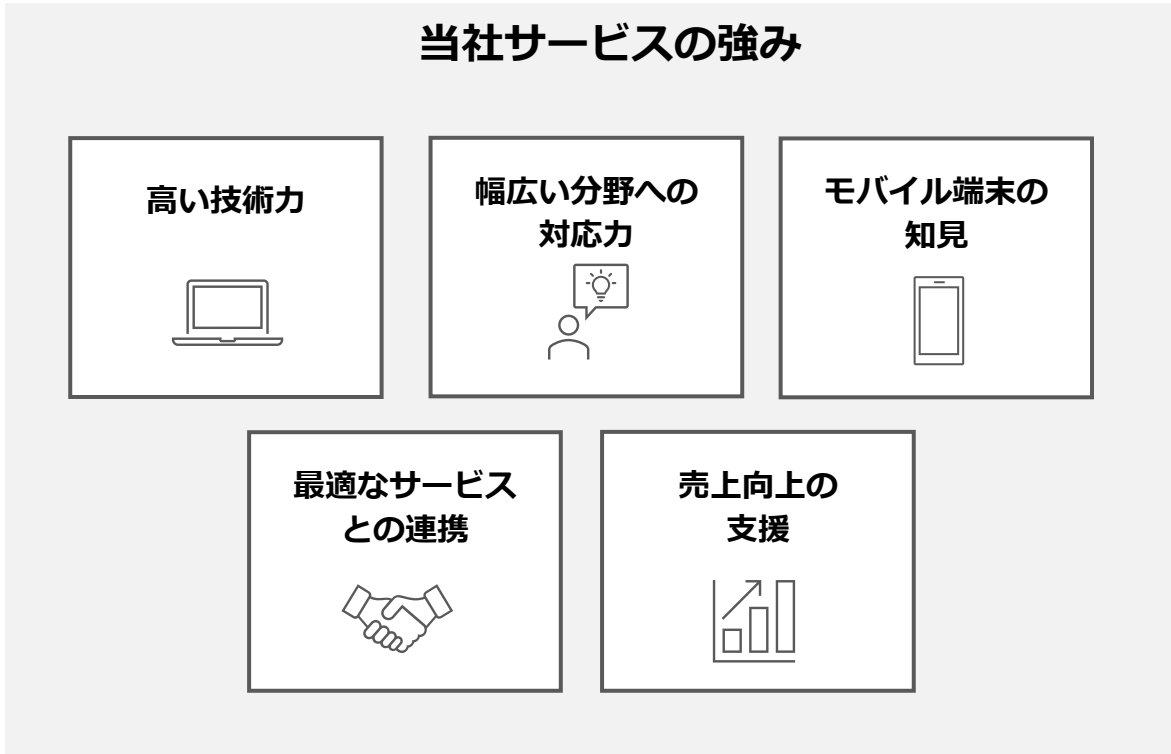 当社サービスの強み
高い技術力
幅広い分野への
対応力
モバイル端末の
知見
最適なサービス
との連携
売上向上の
支援